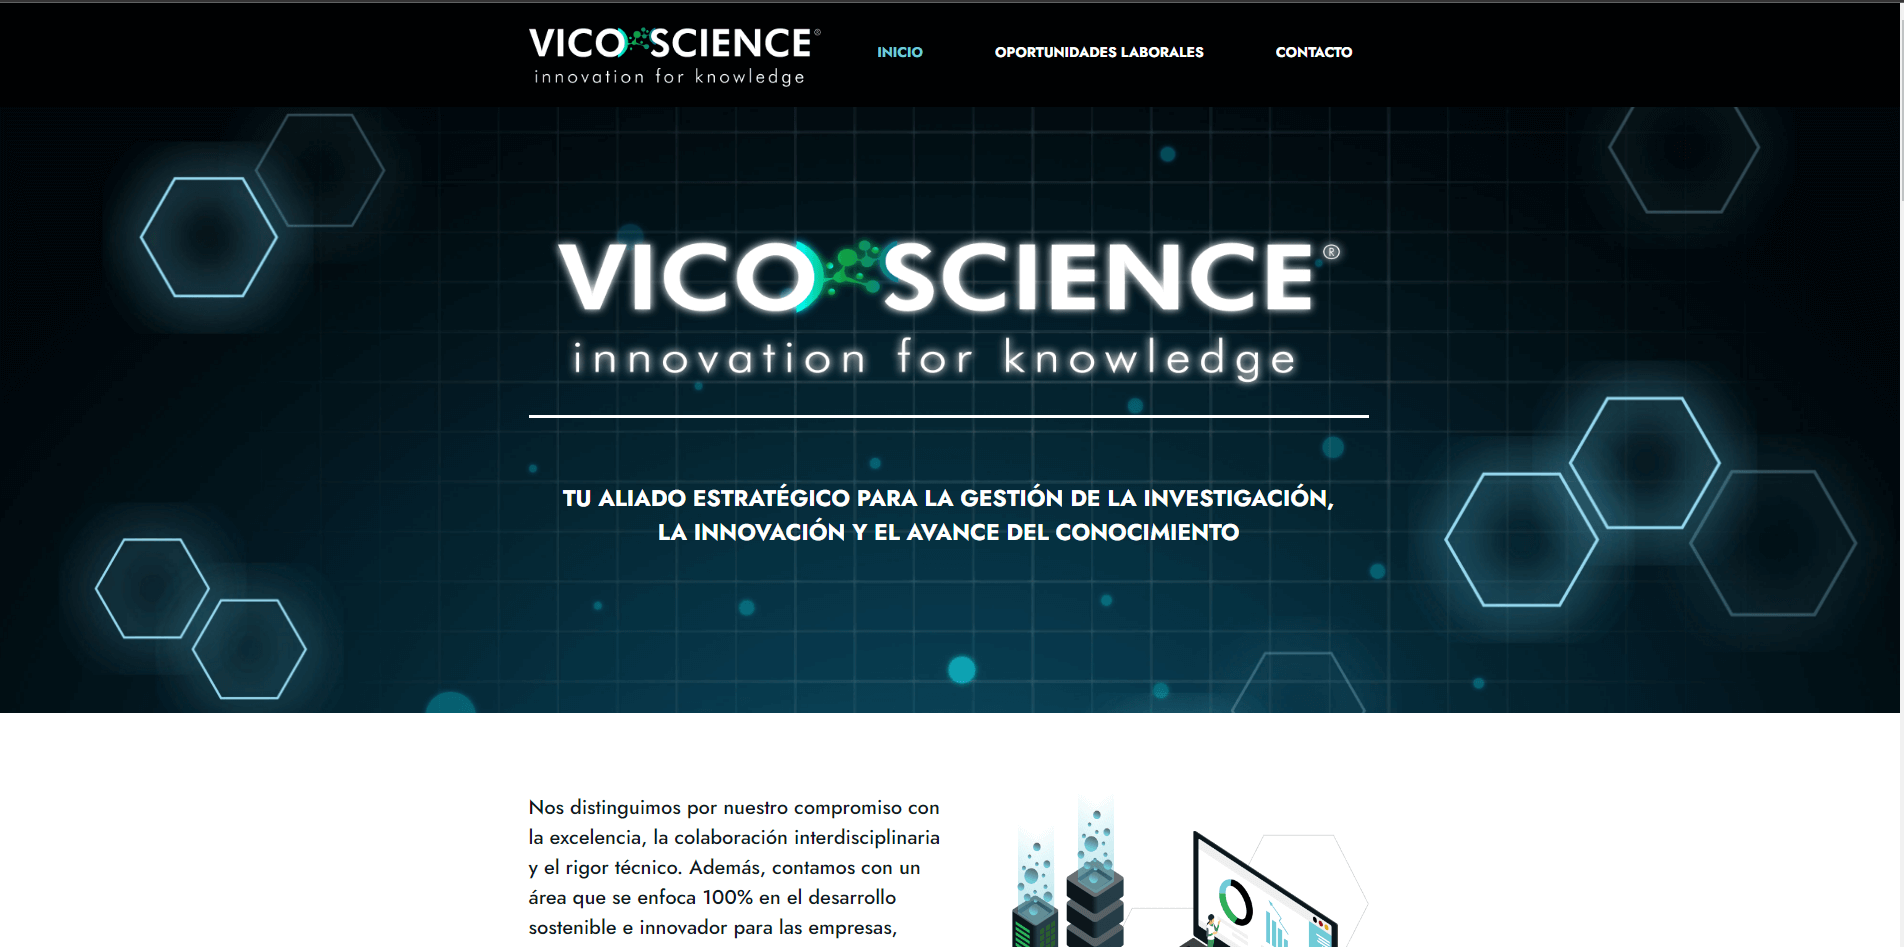 VICO SCIENCE ®
innovation for knowledge
INICIO
OPORTUNIDADES LABORALES
CONTACTO
VICO SCIENCE ®
innovation for knowledge
TU ALIADO ESTRATÉGICO PARA LA GESTIÓN DE LA INVESTIGACIÓN,
LA INNOVACIÓN Y EL AVANCE DEL CONOCIMIENTO
Nos distinguimos por nuestro compromiso con
la excelencia, la colaboración interdisciplinaria
y el rigor técnico. Además, contamos con un
área que se enfoca 100% en el desarrollo
sostenible e innovador para las empresas,